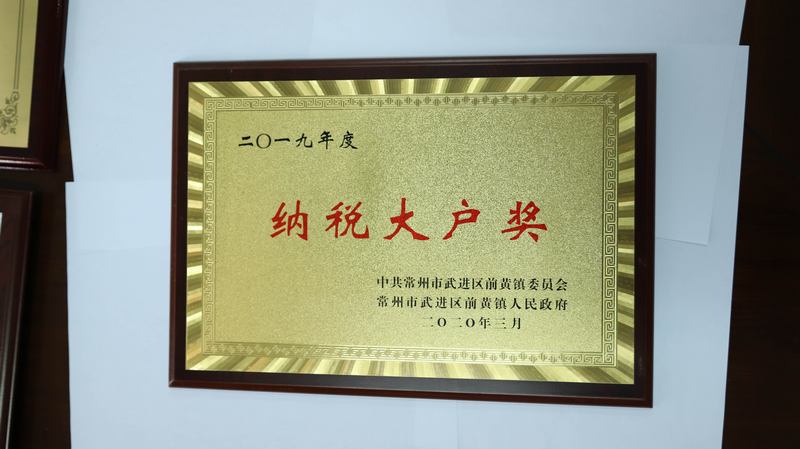 二〇一九年度
纳税大户奖
中共常州市武进区前黄镇委员会
常州市武进区前黄镇人民政府
二〇二〇年三月